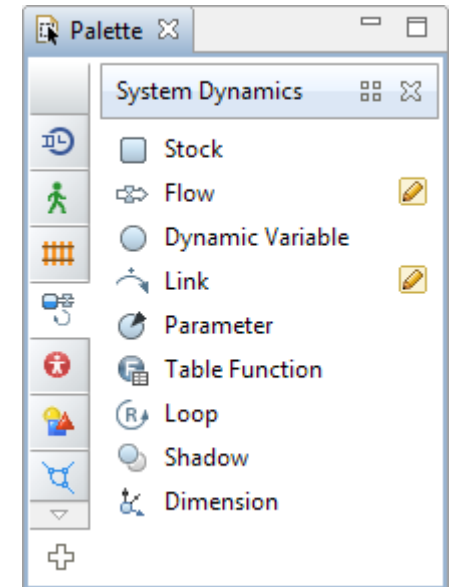 Palette
System Dynamics
Stock
Flow
Dynamic Variable
Link
Parameter
Table Function
R Loop
Shadow
Dimension